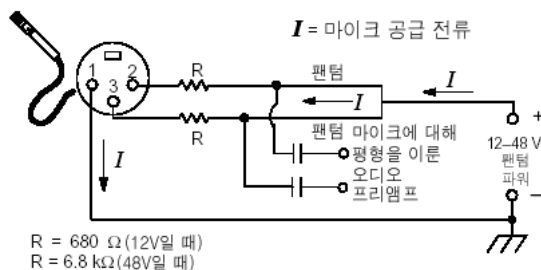 I = 마이크 공급 전류
1 2
3
R
팬텀
I
I
R
팬텀 마이크에 대해
평형을 이룬
오디오
프리앰프
I
+
12–48 V
팬텀
파워
−
R = 680 Ω (12V일 때)
R = 6.8 kΩ (48V일 때)